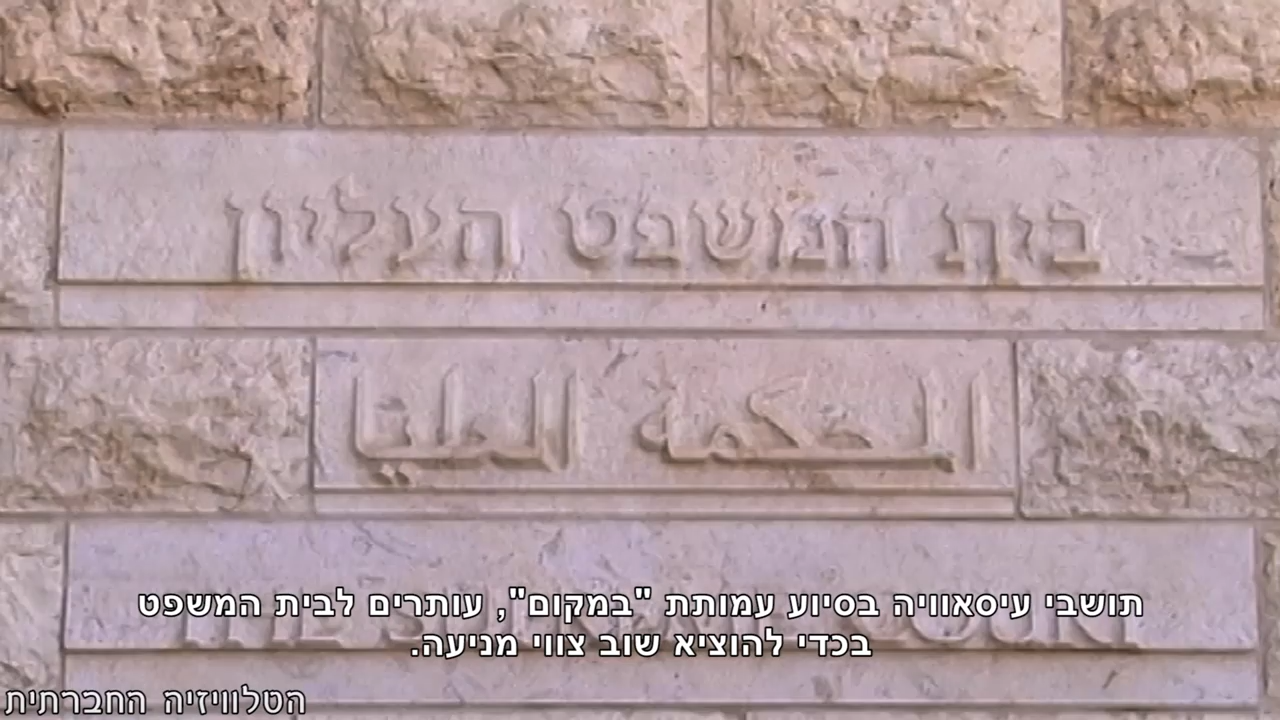 בית המשפט העליון
المحكمة العليا
תושבי עיסאוויה בסיוע עמותת "במקום", עותרים לבית המשפט
בכדי להוציא שוב צווי מניעה.
הטלוויזיה החברתית